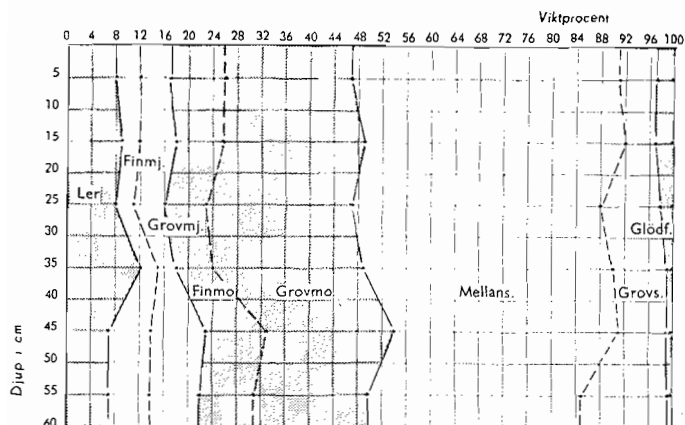 Viktprocent
0 4 8 12 16 20 24 28 32 36 40 44 48 52 56 60 64 68 72 76 80 84 88 92 96 100
5
10
15
Finmj.
20
Ler
25
Grovmj.
Glödf.
30
35
Finmo Grovmo Mellans. Grovs.
40
45
50
55
60
Djup i cm